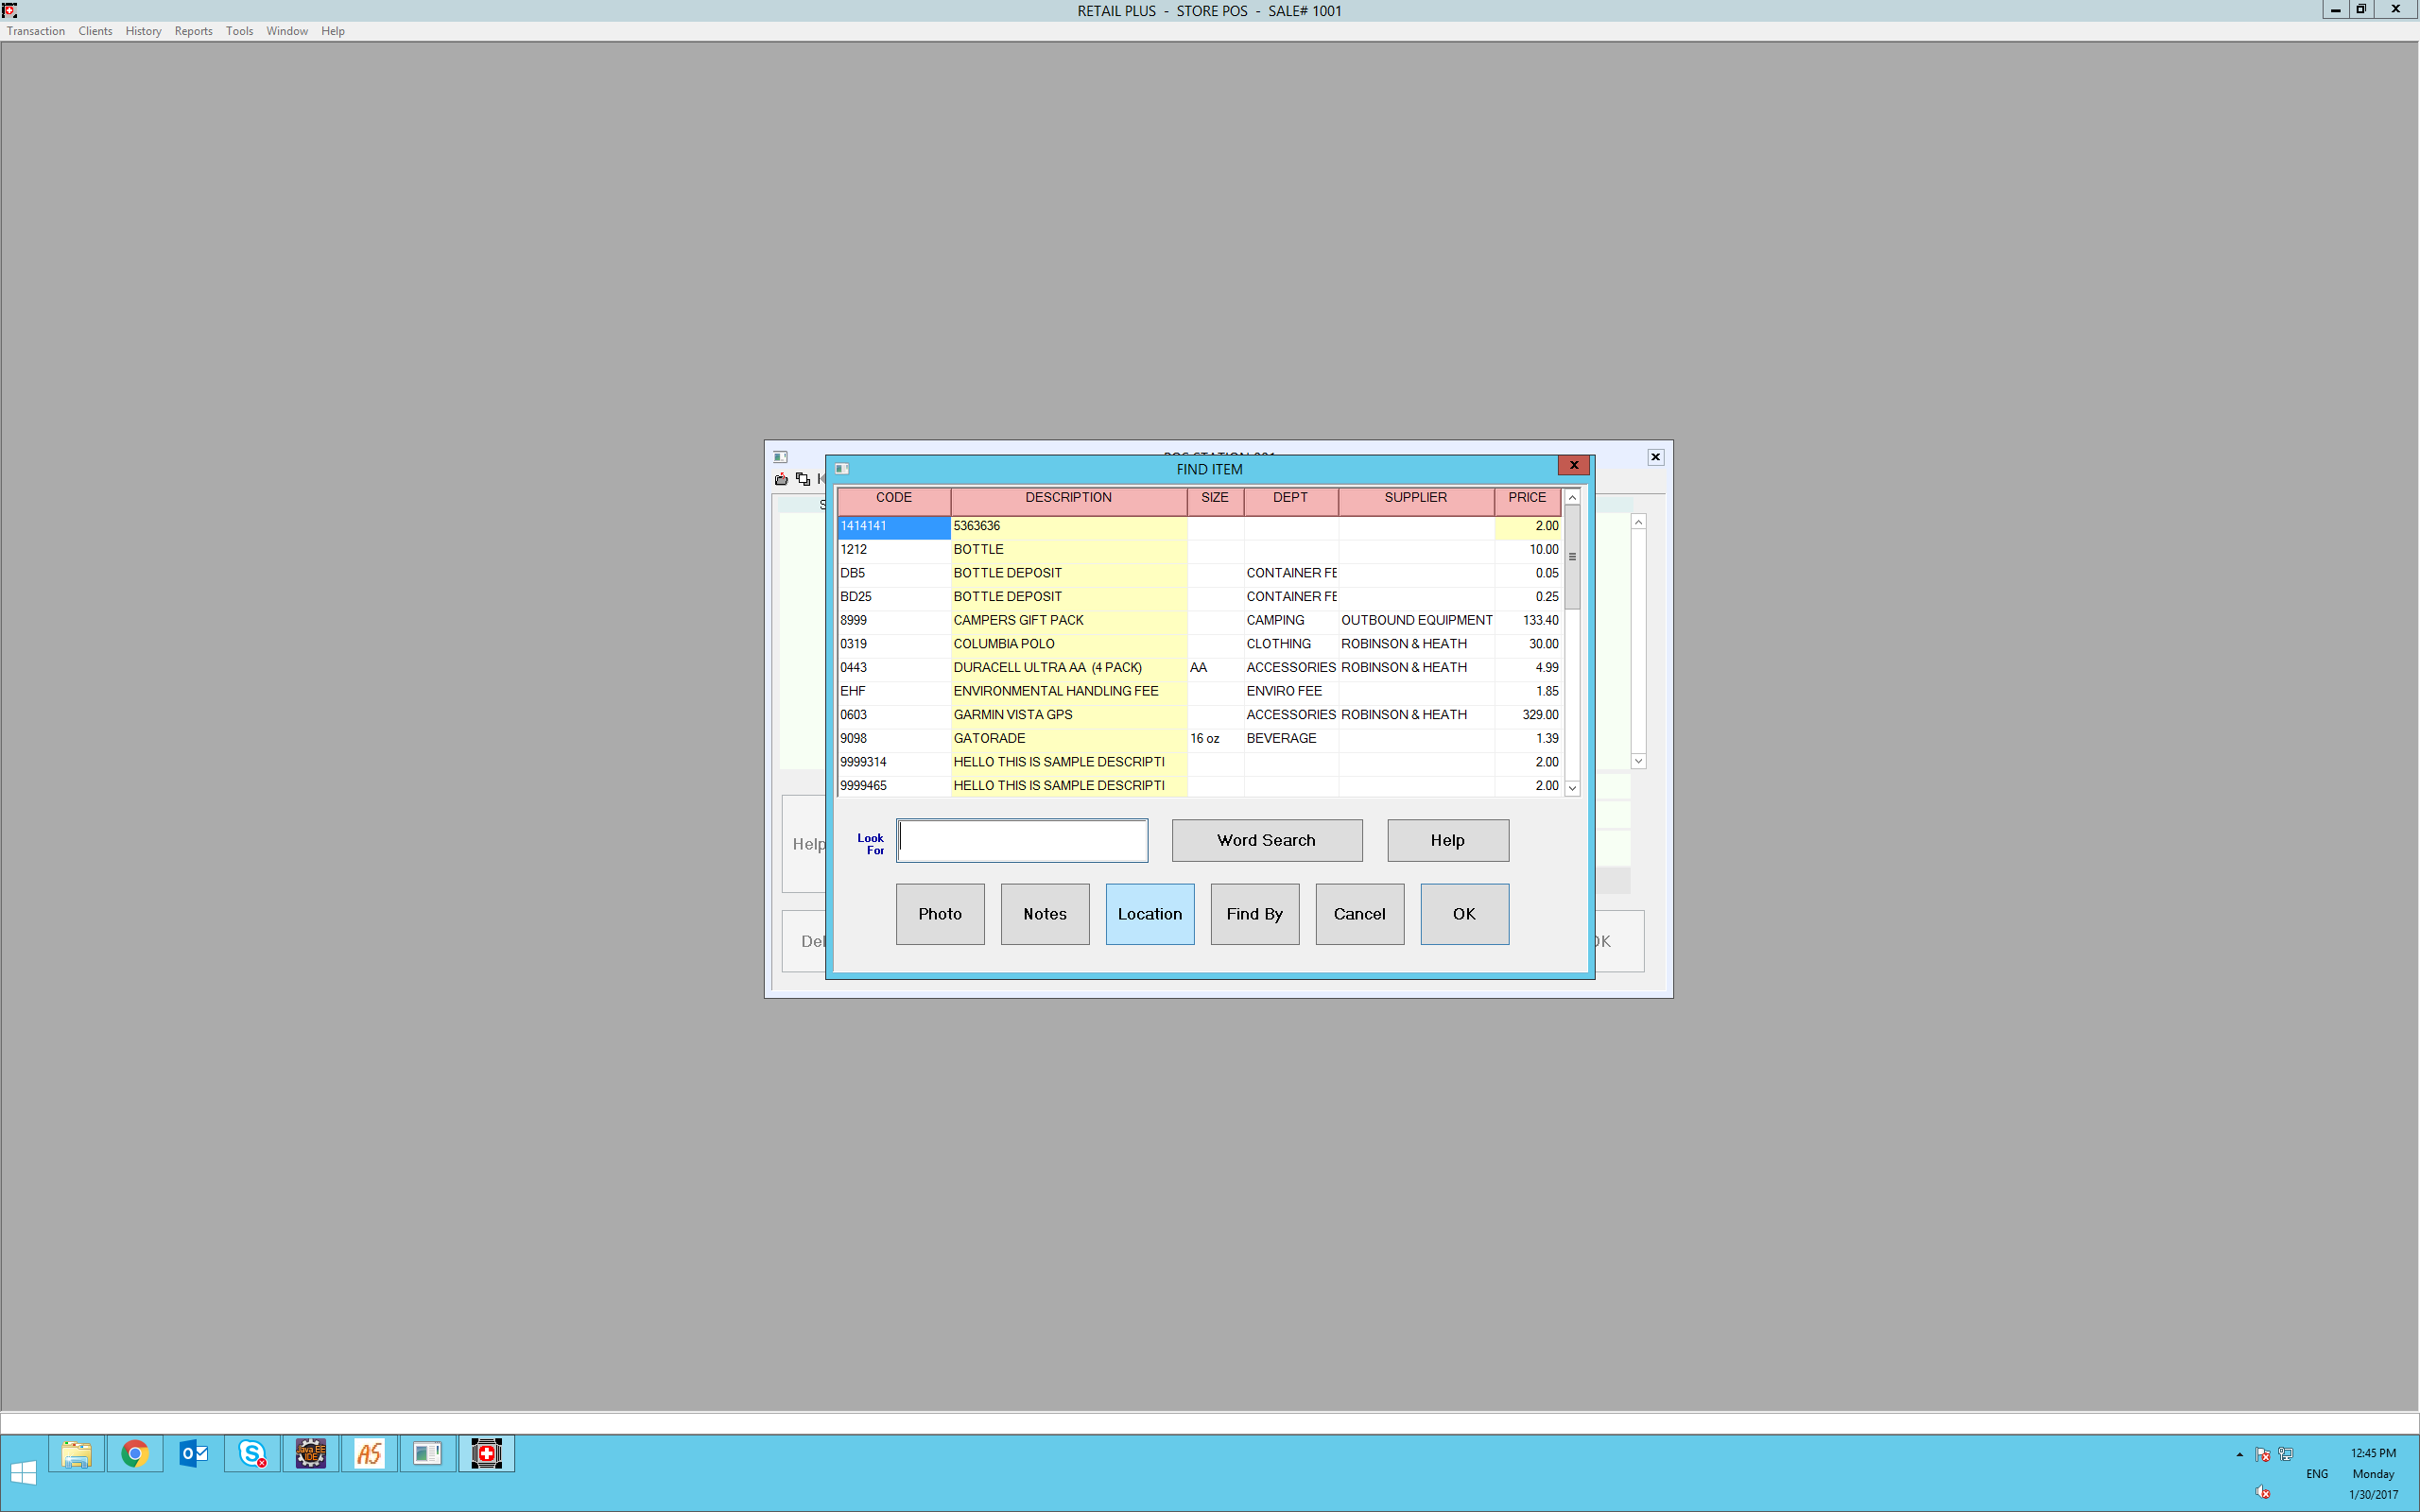 RETAIL PLUS - STORE POS - SALE# 1001
Transaction Clients History Reports Tools Window Help
FIND ITEM
CODE DESCRIPTION SIZE DEPT SUPPLIER PRICE
1414141 5363636 2.00
1212 BOTTLE 10.00
DB5 BOTTLE DEPOSIT CONTAINER FE 0.05
BD25 BOTTLE DEPOSIT CONTAINER FE 0.25
8999 CAMPERS GIFT PACK CAMPING OUTBOUND EQUIPMENT 133.40
0319 COLUMBIA POLO CLOTHING ROBINSON & HEATH 30.00
0443 DURACELL ULTRA AA (4 PACK) AA ACCESSORIES ROBINSON & HEATH 4.99
EHF ENVIRONMENTAL HANDLING FEE ENVIRO FEE 1.85
0603 GARMIN VISTA GPS ACCESSORIES ROBINSON & HEATH 329.00
9098 GATORADE 16 oz BEVERAGE 1.39
9999314 HELLO THIS IS SAMPLE DESCRIPTI 2.00
9999465 HELLO THIS IS SAMPLE DESCRIPTI 2.00
Help
Look For
Word Search Help
Photo Notes Location Find By Cancel OK
Del
OK
Java EE
IDE
AS
12:45 PM
ENG Monday
1/30/2017